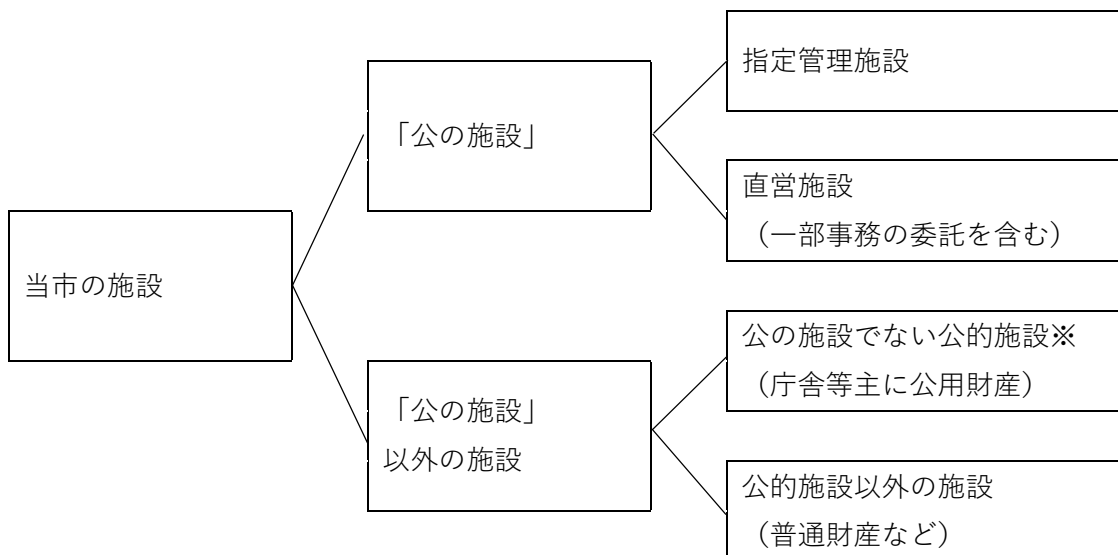 当市の施設
「公の施設」
「公の施設」
以外の施設
指定管理施設
直営施設
（一部事務の委託を含む）
公の施設でない公的施設※
（庁舎等主に公用財産）
公的施設以外の施設
（普通財産など）